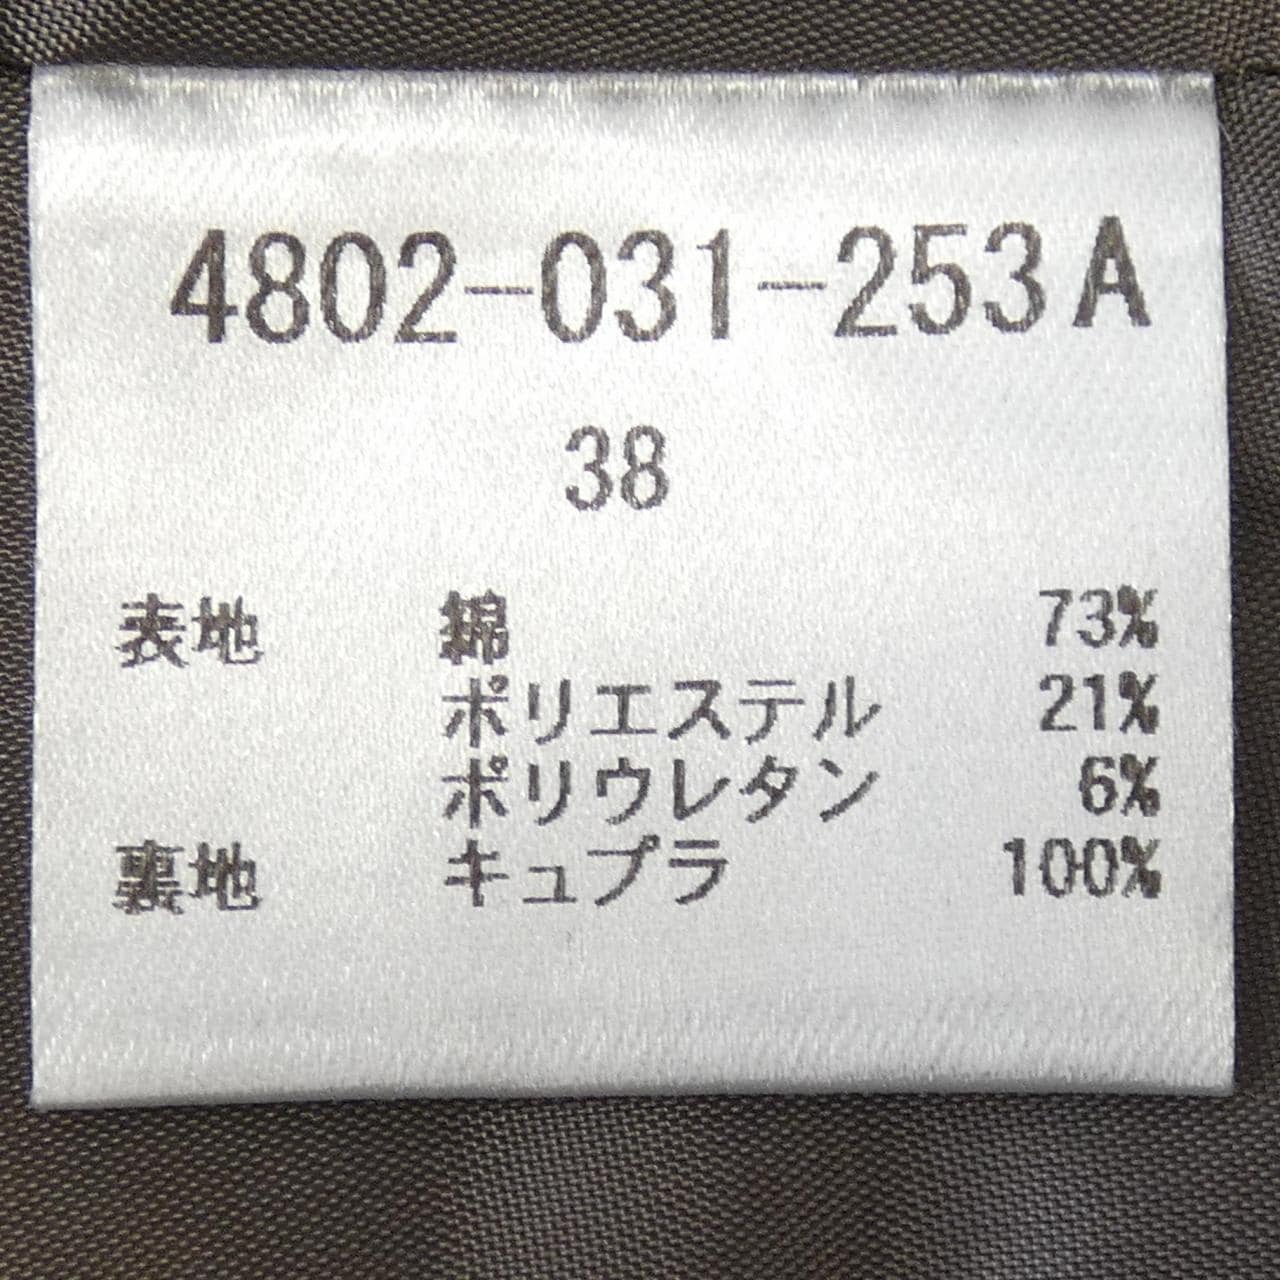 4802-031-253A
38
表地 綿 73%
ポリエステル 21%
ポリウレタン 6%
裏地 キュプラ 100%